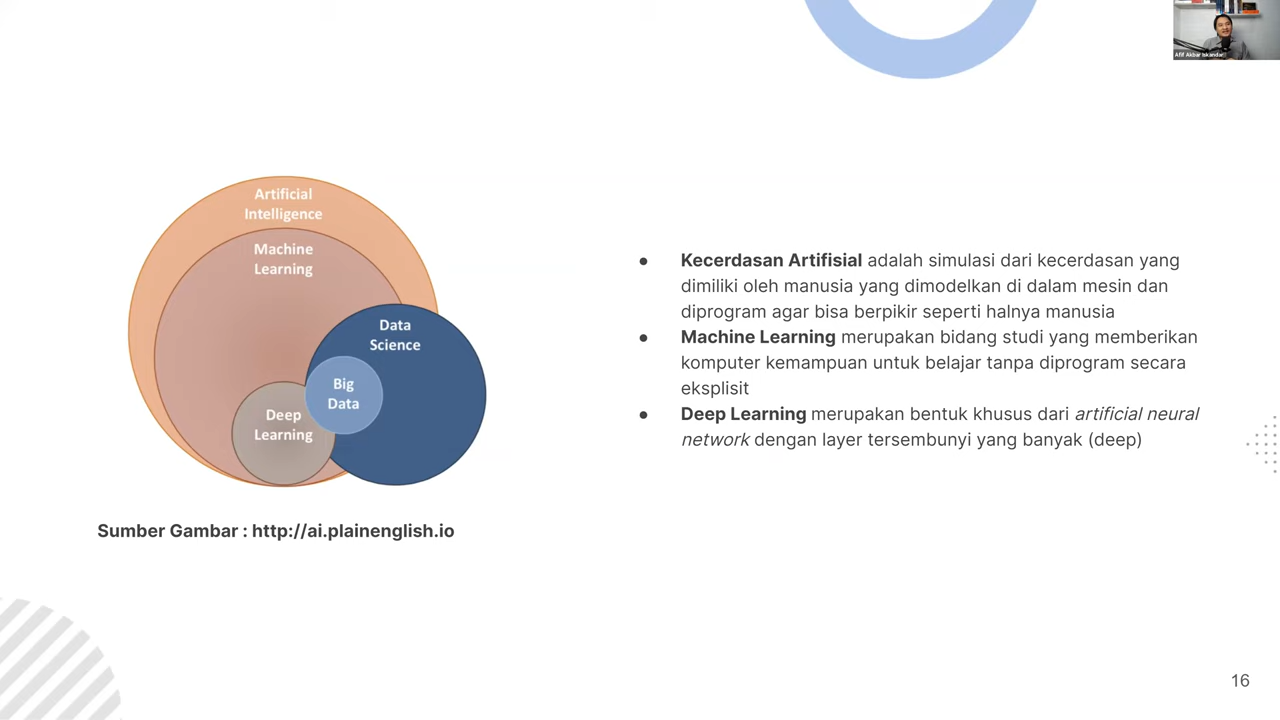 Afif Akbar Iskandar
Artificial
Intelligence
Machine
Learning
Data
Science
Big
Data
Deep
Learning
● Kecerdasan Artifisial adalah simulasi dari kecerdasan yang
dimiliki oleh manusia yang dimodelkan di dalam mesin dan
diprogram agar bisa berpikir seperti halnya manusia
● Machine Learning merupakan bidang studi yang memberikan
komputer kemampuan untuk belajar tanpa diprogram secara
eksplisit
● Deep Learning merupakan bentuk khusus dari artificial neural
network dengan layer tersembunyi yang banyak (deep)
Sumber Gambar : http://ai.plainenglish.io
16